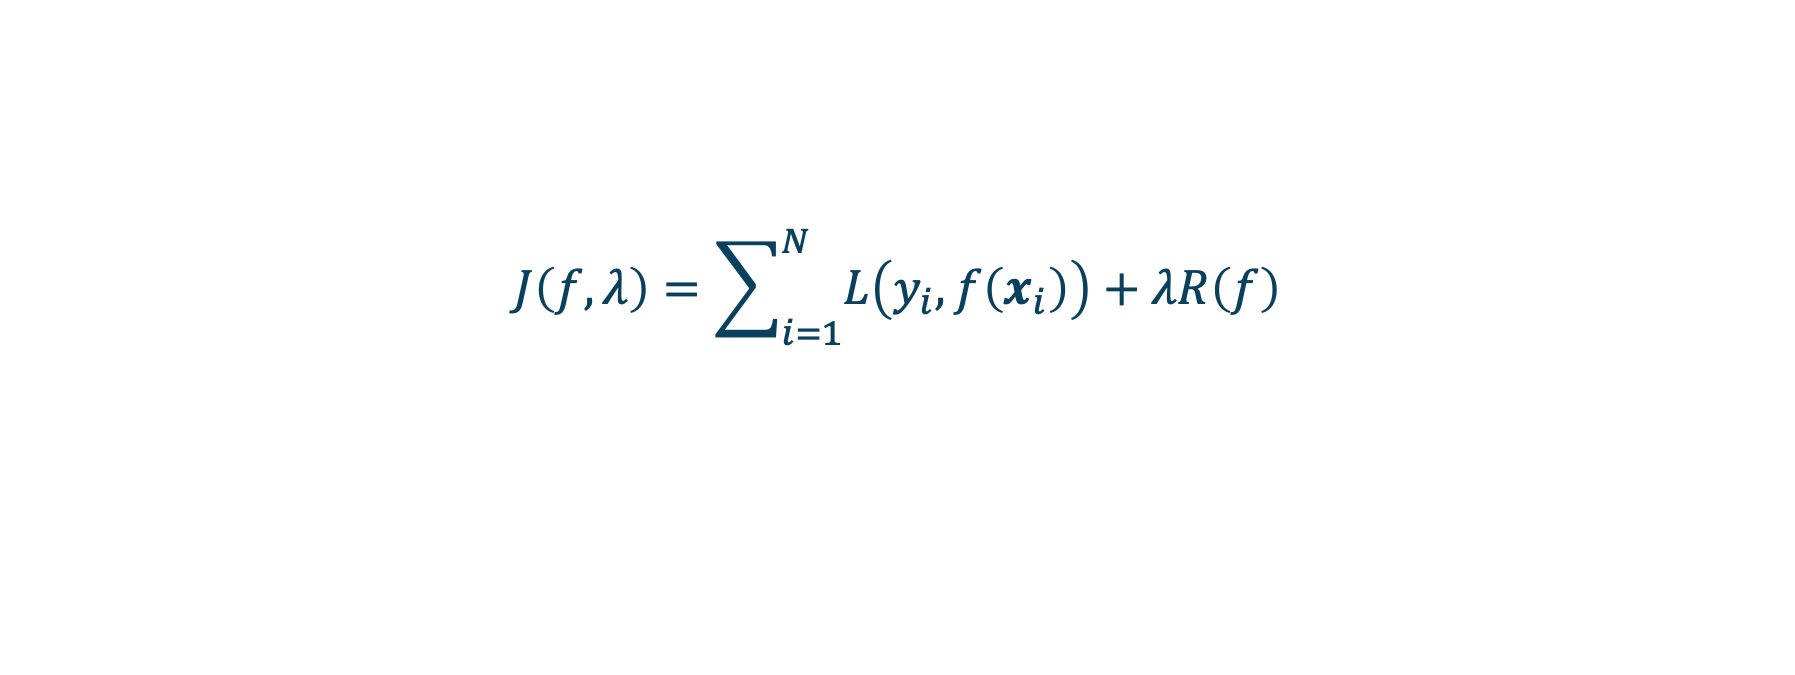 J(f, λ) = ∑_{i=1}^{N} L(y_i, f(𝒙_i)) + λR(f)